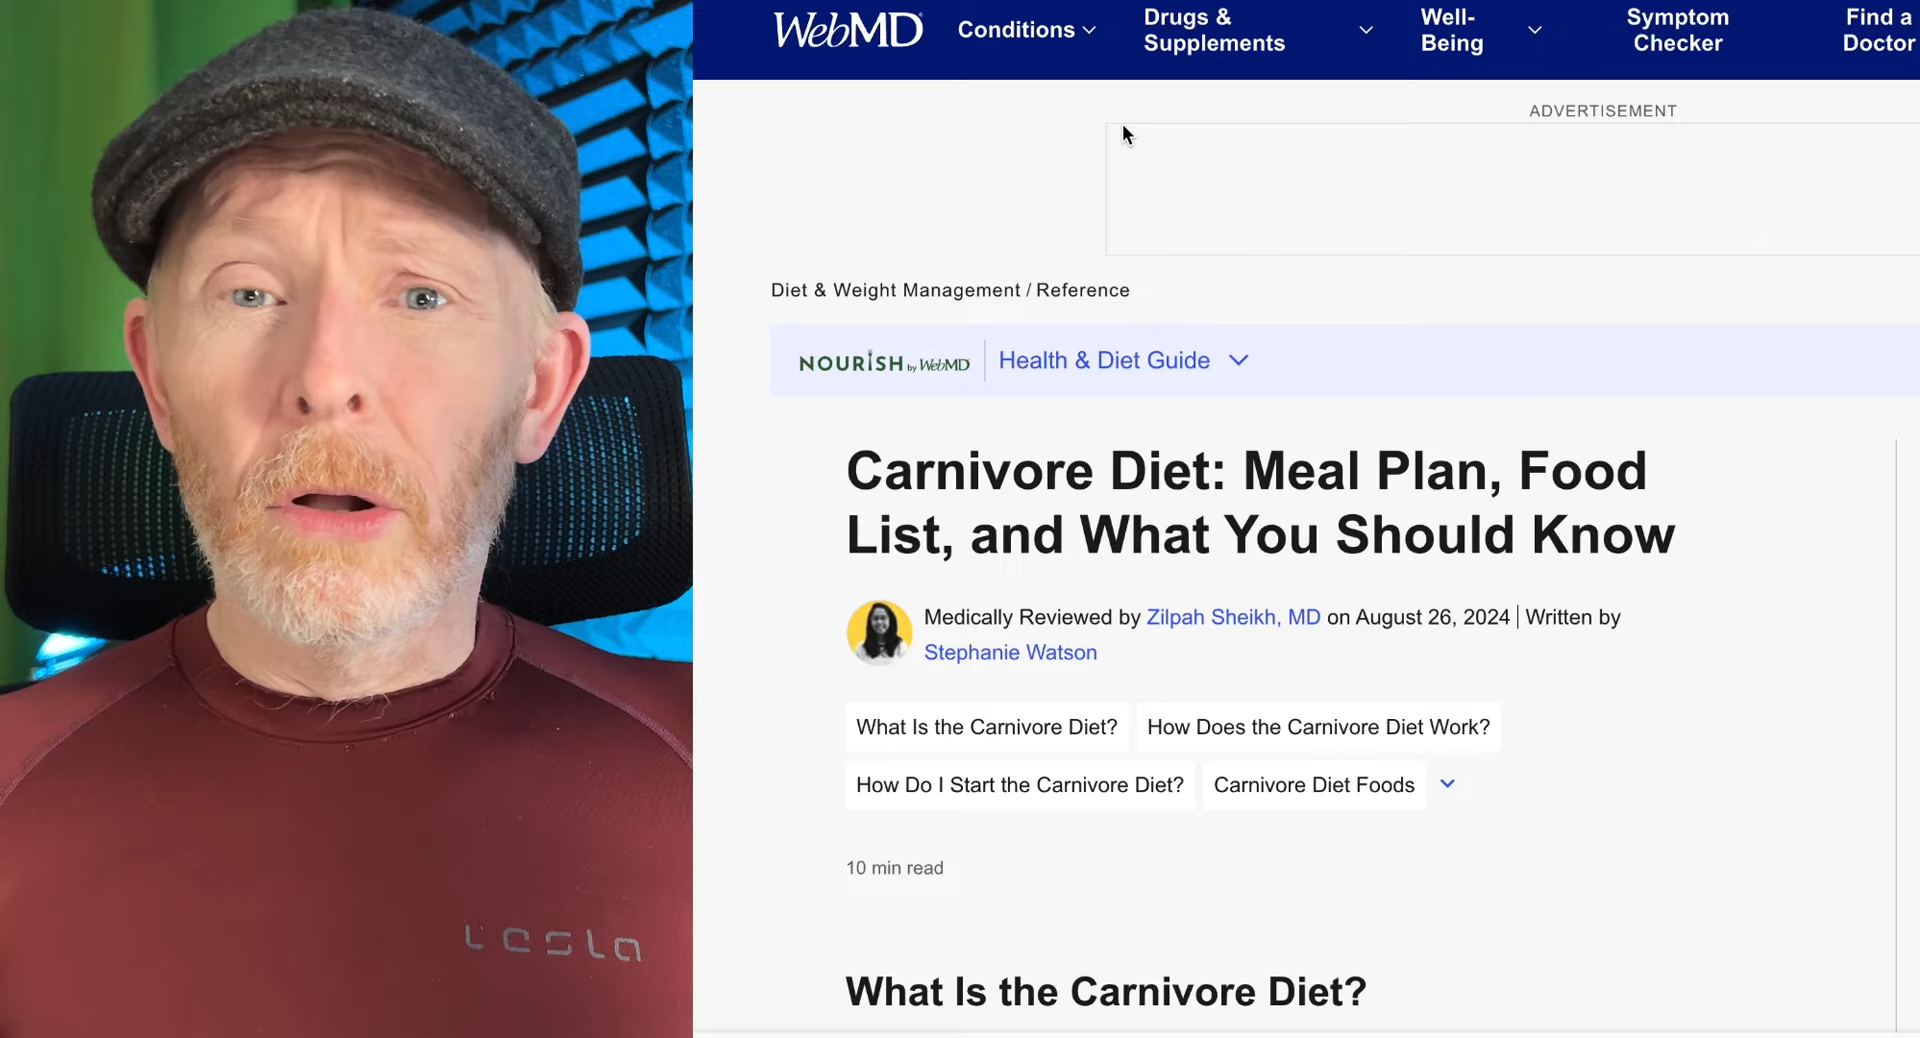 tesla
WebMD
Conditions
Drugs &
Supplements
Well-
Being
Symptom
Checker
Find a
Doctor
ADVERTISEMENT
Diet & Weight Management / Reference
NOURISH by WebMD
Health & Diet Guide
Carnivore Diet: Meal Plan, Food
List, and What You Should Know
Medically Reviewed by Zilpah Sheikh, MD on August 26, 2024 | Written by
Stephanie Watson
What Is the Carnivore Diet?
How Does the Carnivore Diet Work?
How Do I Start the Carnivore Diet?
Carnivore Diet Foods
10 min read
What Is the Carnivore Diet?